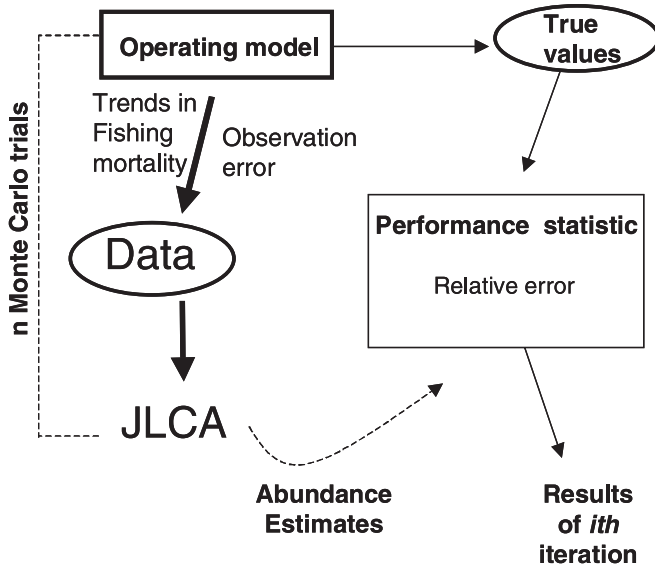 Operating model
True
values
Trends in
Fishing
mortality
Observation
error
n Monte Carlo trials
Data
Performance statistic
Relative error
JLCA
Abundance
Estimates
Results
of ith
iteration